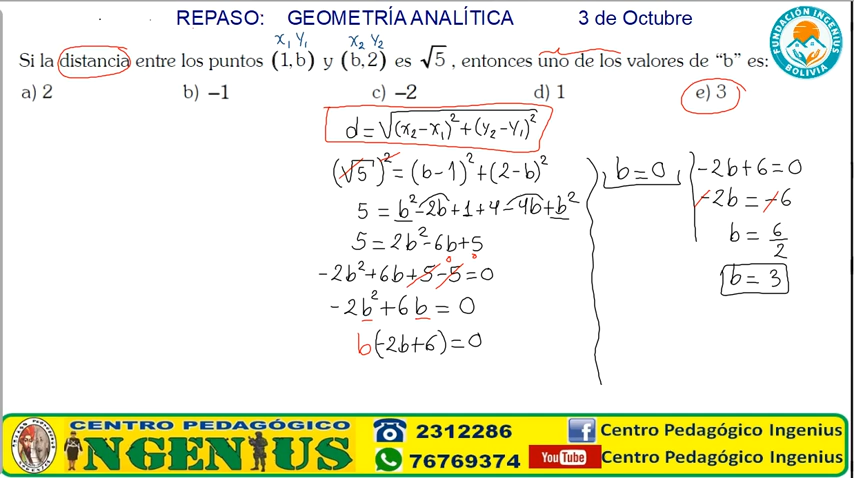 REPASO: GEOMETRÍA ANALÍTICA 3 de Octubre
FUNDACIÓN INGENIUS
BOLIVIA
x₁ y₁ x₂ y₂
Si la distancia entre los puntos (1,b) y (b,2) es √5 , entonces uno de los valores de “b” es:
a) 2 b) –1 c) –2 d) 1 e) 3
d = √(x₂-x₁)²+(y₂-y₁)²
(√5)² = (b-1)²+(2-b)²
5 = b²-2b+1+4-4b+b²
5 = 2b²-6b+5
0 0
-2b²+6b+5-5=0
-2b²+6b = 0
b(-2b+6)=0
b=0
-2b+6=0
-2b=-6
b = 6/2
b = 3
CENTRO PEDAGÓGICO
INGENIUS
2312286
76769374
f Centro Pedagógico Ingenius
YouTube Centro Pedagógico Ingenius